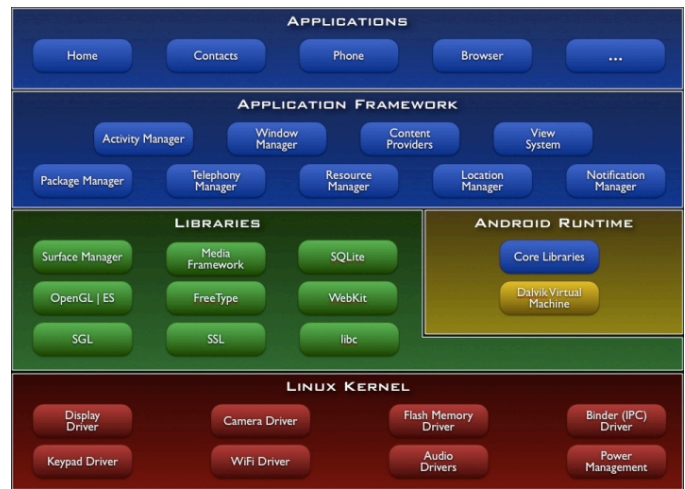 APPLICATIONS
Home
Contacts
Phone
Browser
...
APPLICATION FRAMEWORK
Activity Manager
Window
Manager
Content
Providers
View
System
Package Manager
Telephony
Manager
Resource
Manager
Location
Manager
Notification
Manager
LIBRARIES
Surface Manager
Media
Framework
SQLite
OpenGL | ES
FreeType
WebKit
SGL
SSL
libc
ANDROID RUNTIME
Core Libraries
Dalvik Virtual
Machine
LINUX KERNEL
Display
Driver
Camera Driver
Flash Memory
Driver
Binder (IPC)
Driver
Keypad Driver
WiFi Driver
Audio
Drivers
Power
Management